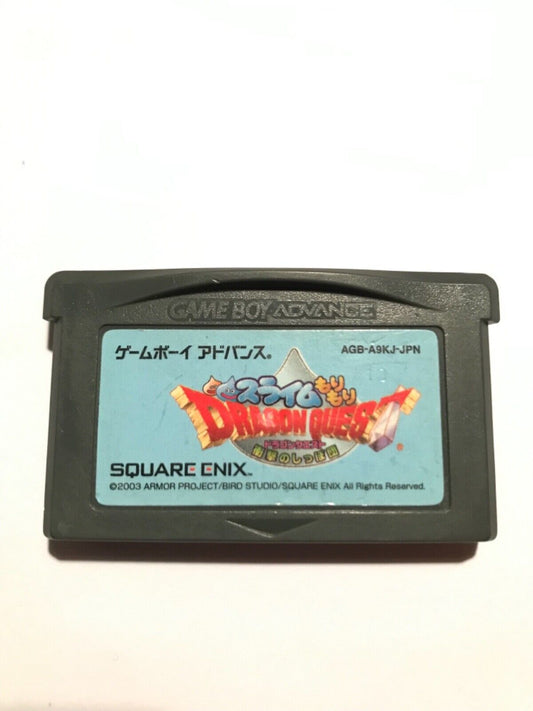 GAME BOY ADVANCE
ゲームボーイ アドバンス®
AGB-A9KJ-JPN
スライムもりもり
DRAGON QUEST
ドラゴンクエスト
衝撃のしっぽ団
SQUARE ENIX™
©2003 ARMOR PROJECT/BIRD STUDIO/SQUARE ENIX All Rights Reserved.